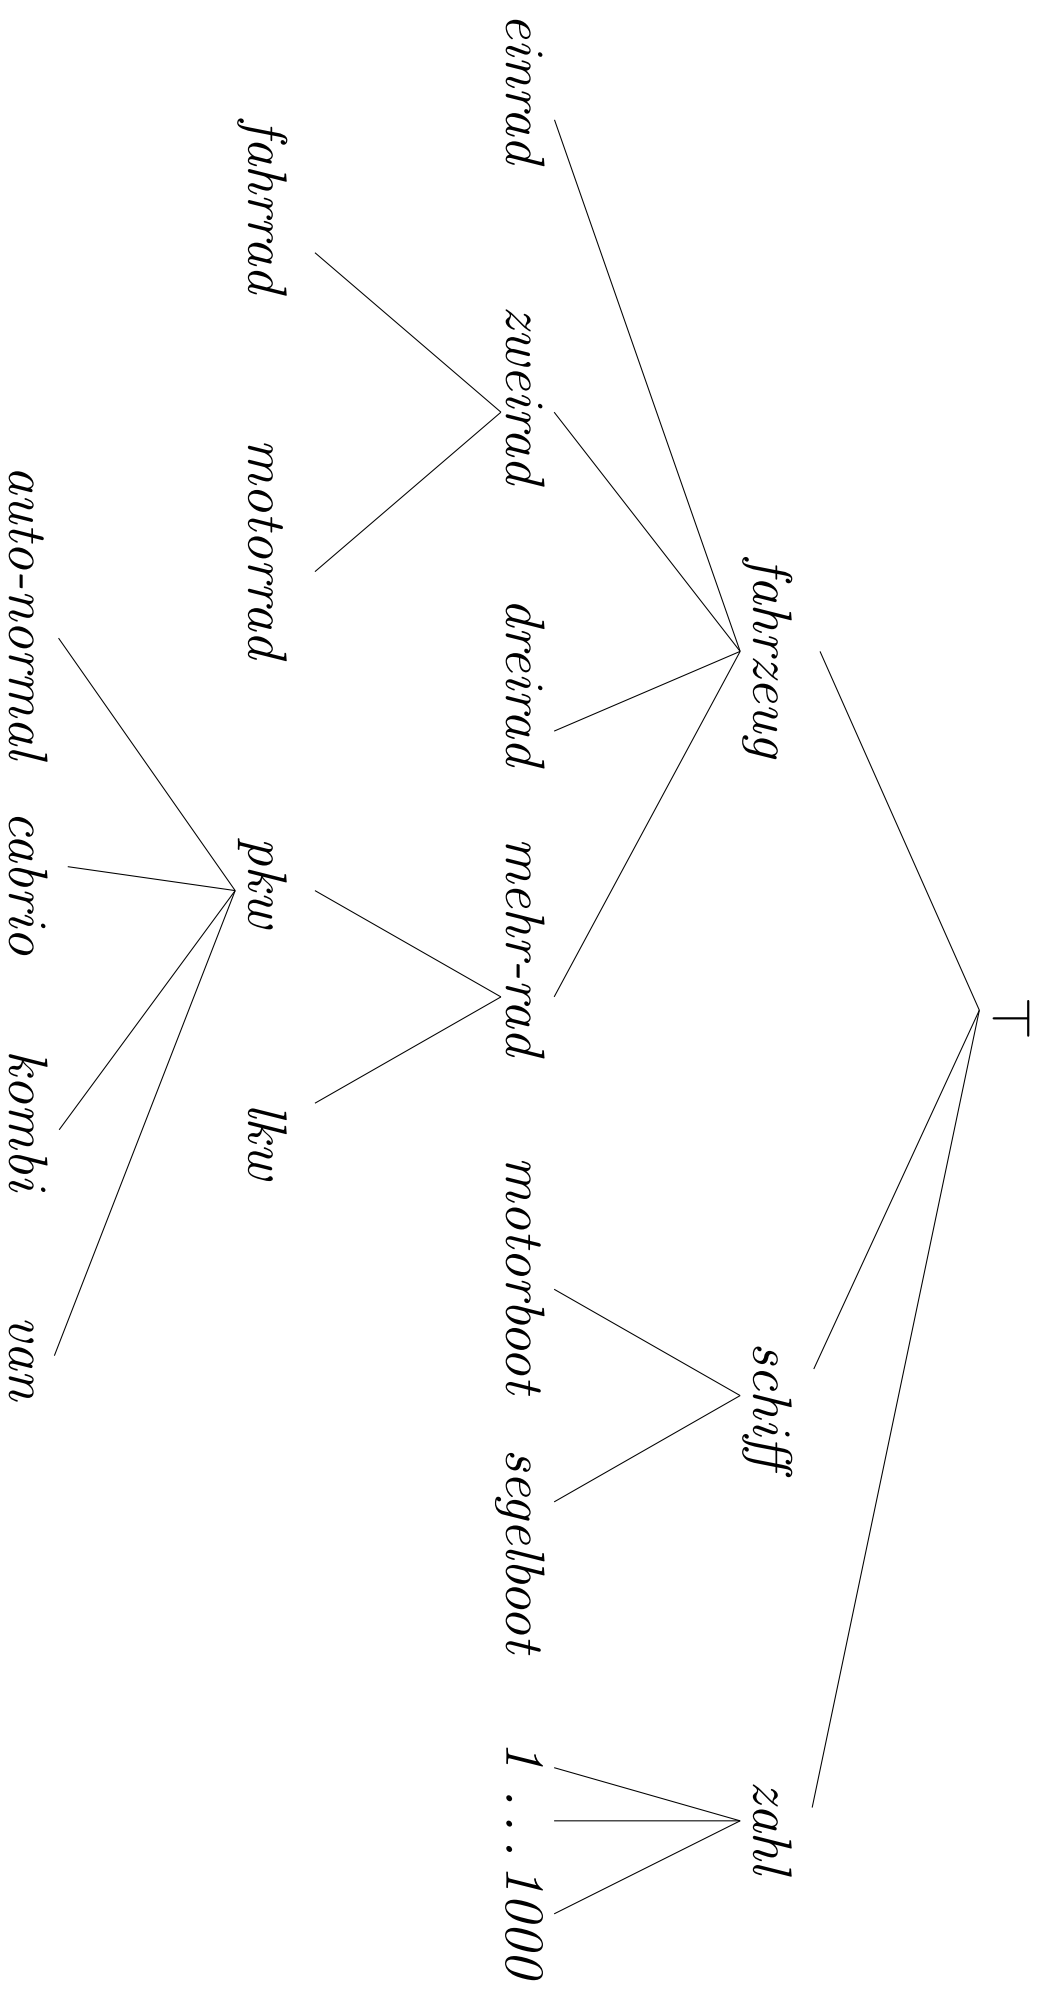 ⊤
fahrzeug schiff zahl
einrad zweirad dreirad mehr-rad motorboot segelboot 1 . . . 1000
fahrrad motorrad pkw lkw
auto-normal cabrio kombi van